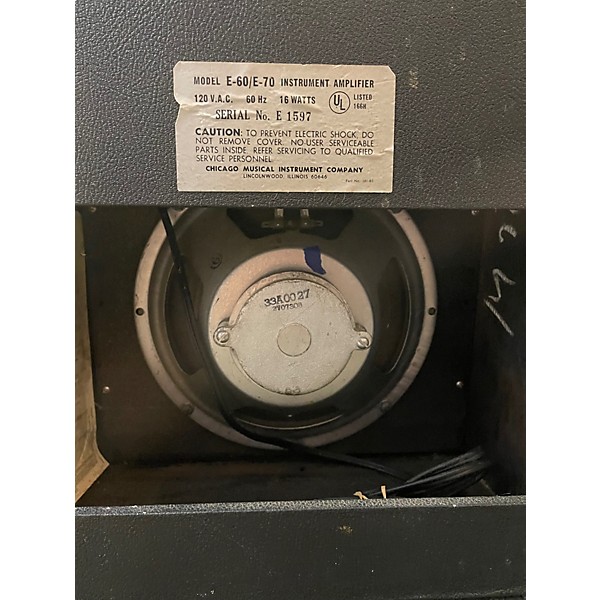 MODEL E-60/E-70 INSTRUMENT AMPLIFIER
120 V.A.C. 60 Hz 16 WATTS UL LISTED 166H
SERIAL No. E 1597
CAUTION: TO PREVENT ELECTRIC SHOCK, DO
NOT REMOVE COVER. NO-USER SERVICEABLE
PARTS INSIDE. REFER SERVICING TO QUALIFIED
SERVICE PERSONNEL.
CHICAGO MUSICAL INSTRUMENT COMPANY
LINCOLNWOOD, ILLINOIS 60646
33A0027